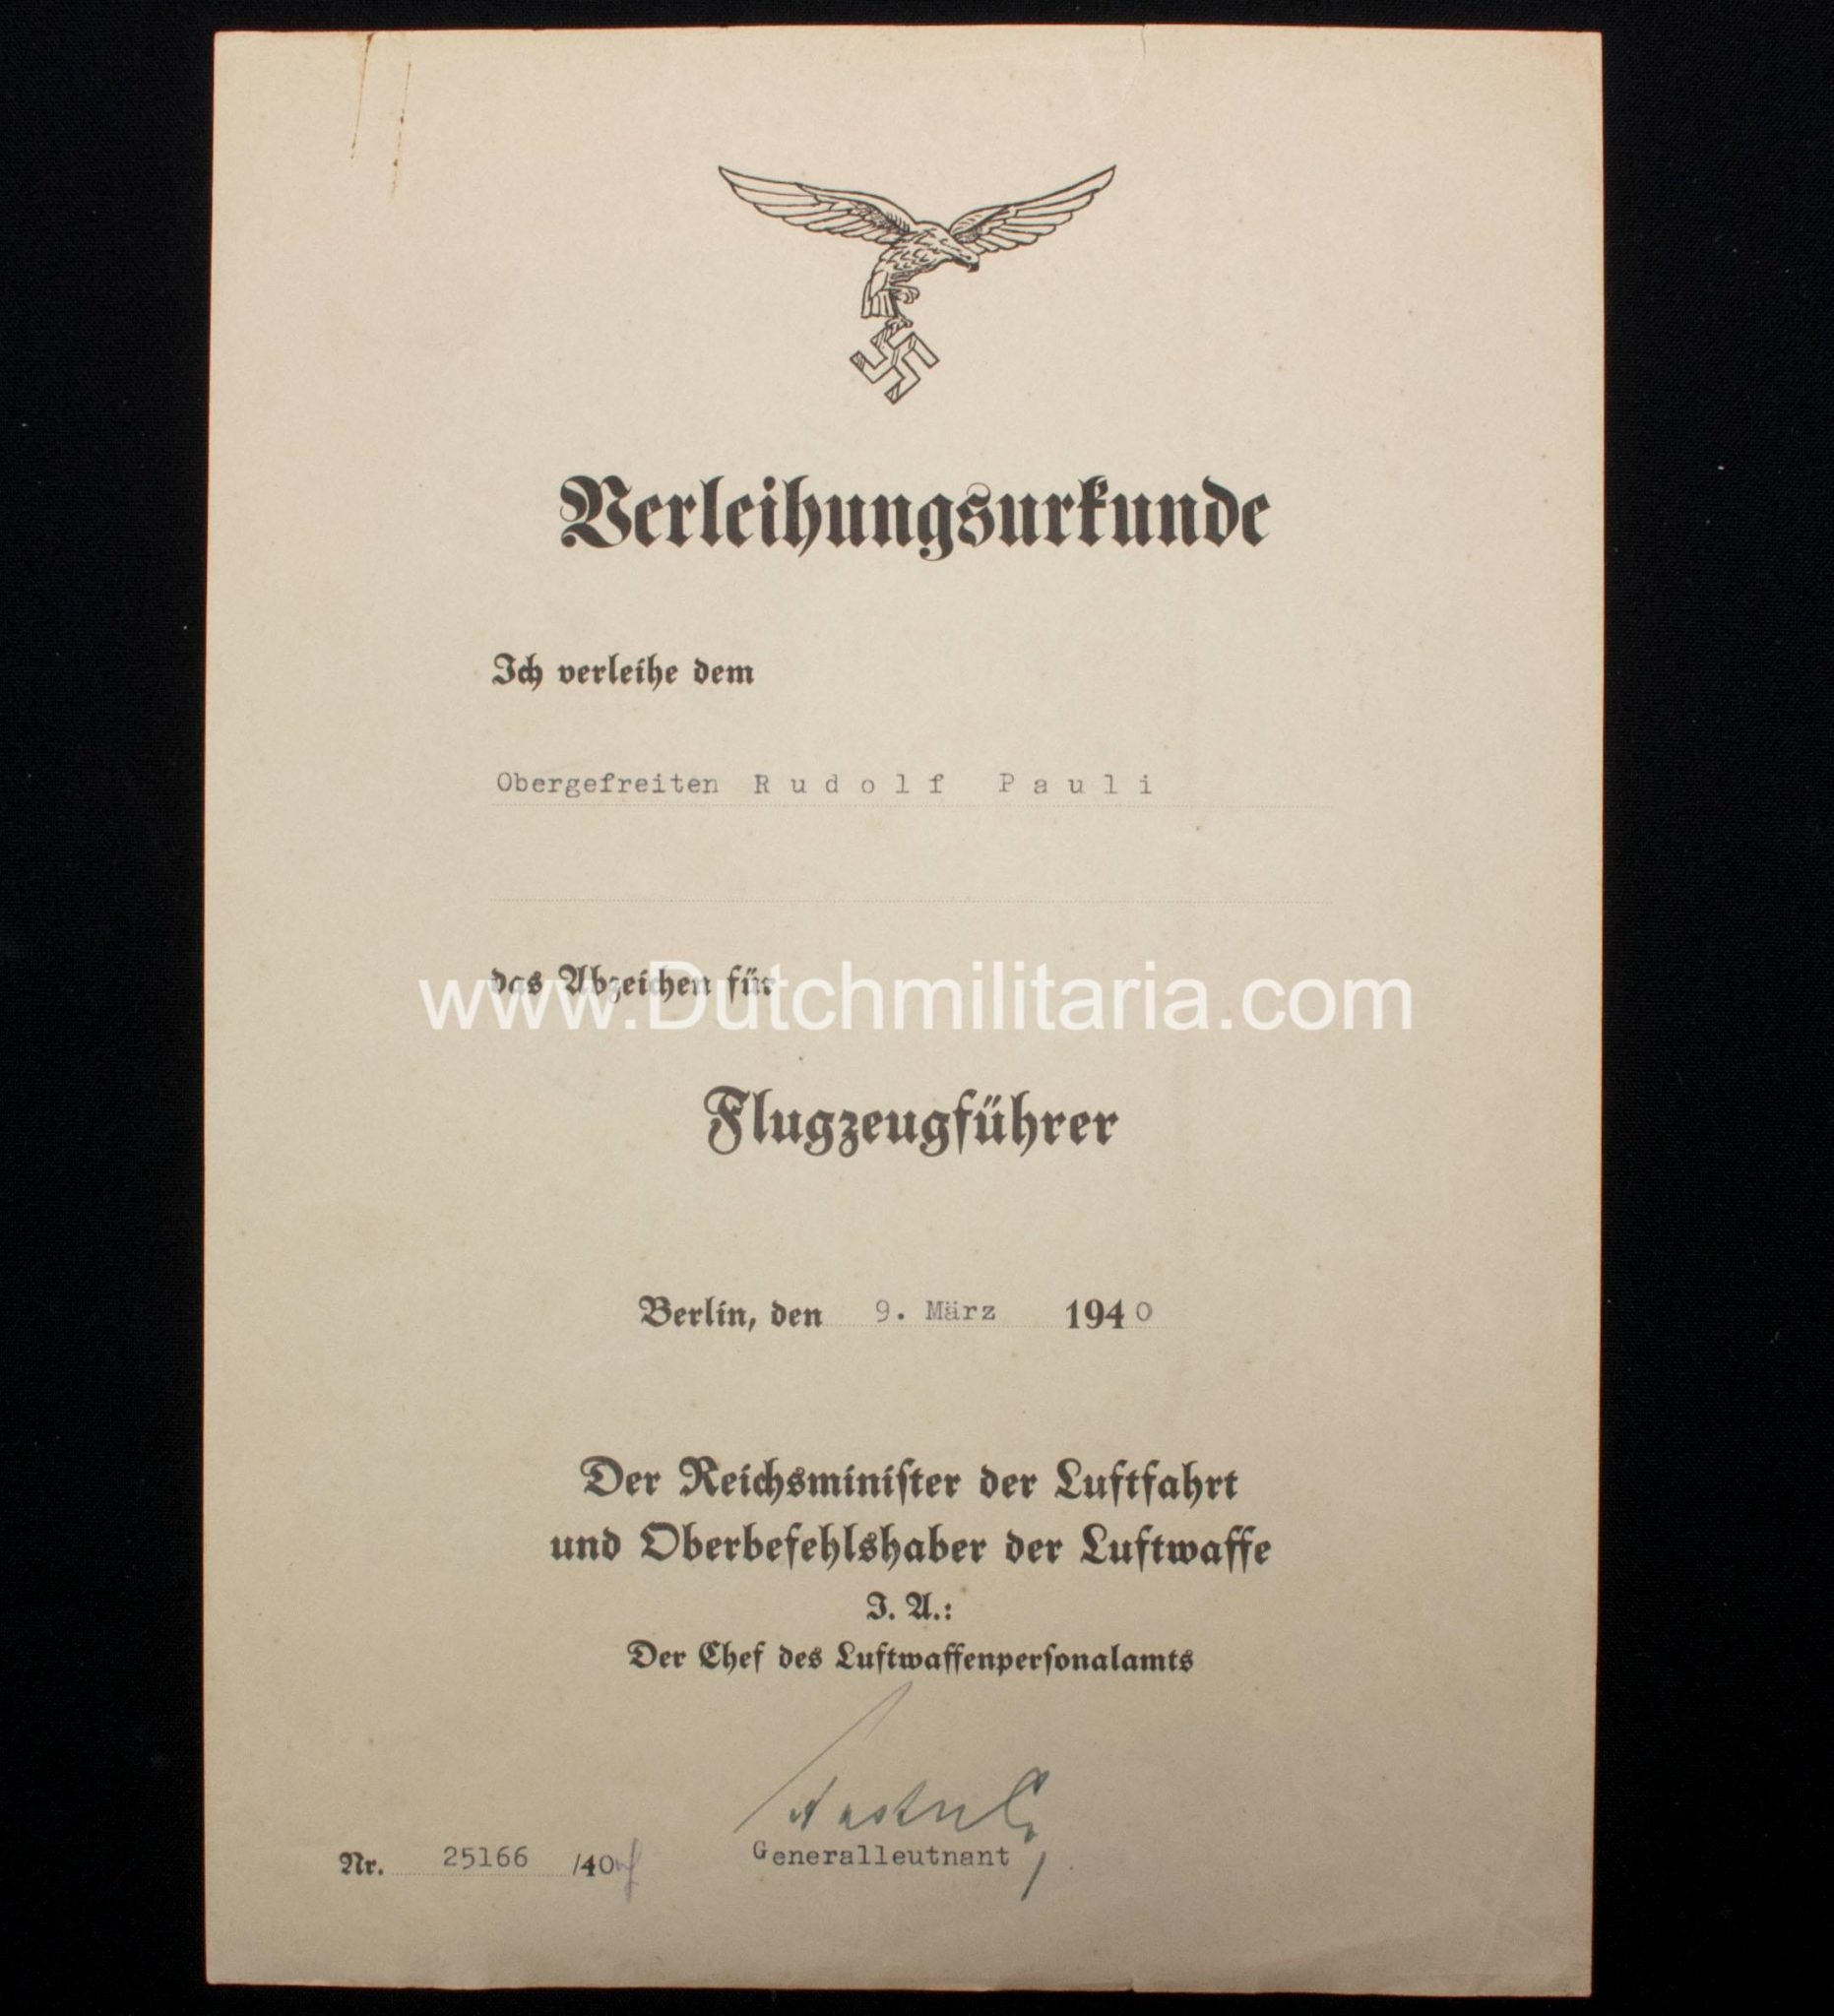 Verleihungsurkunde
Ich verleihe dem
Obergefreiten Rudolf Pauli
das Abzeichen für
www.Dutchmilitaria.com
Flugzeugführer
Berlin, den 9. März 1940
Der Reichsminister der Luftfahrt
und Oberbefehlshaber der Luftwaffe
I. A.:
Der Chef des Luftwaffenpersonalamts
Generalleutnant
Nr. 25166 /40